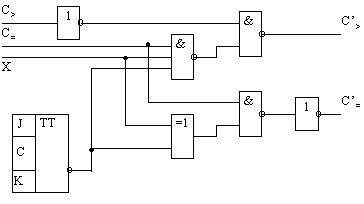 C>
1
&
C'>
C=
&
X
&
C'=
1
J TT
=1
C
K